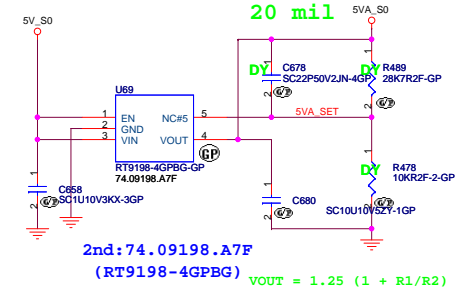 20 mil
5V_S0
5VA_S0
DY
C678
SC22P50V2JN-4GP
DY
R489
28K7R2F-GP
U69
1 EN NC#5 5
2 GND
3 VIN VOUT 4
5VA_SET
GP
RT9198-4GPBG-GP
74.09198.A7F
DY
R478
10KR2F-2-GP
C658
SC1U10V3KX-3GP
C680
SC10U10V5ZY-1GP
2nd:74.09198.A7F
(RT9198-4GPBG)
VOUT = 1.25 (1 + R1/R2)